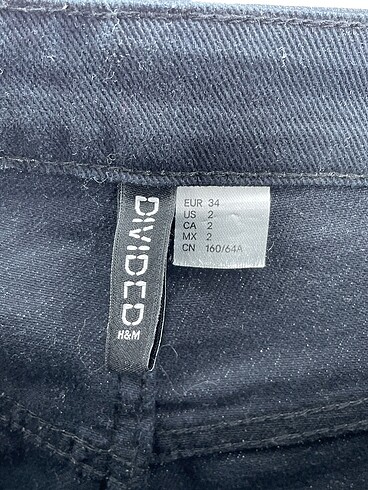 DIVIDED
H&M
EUR 34
US 2
CA 2
MX 2
CN 160/64A